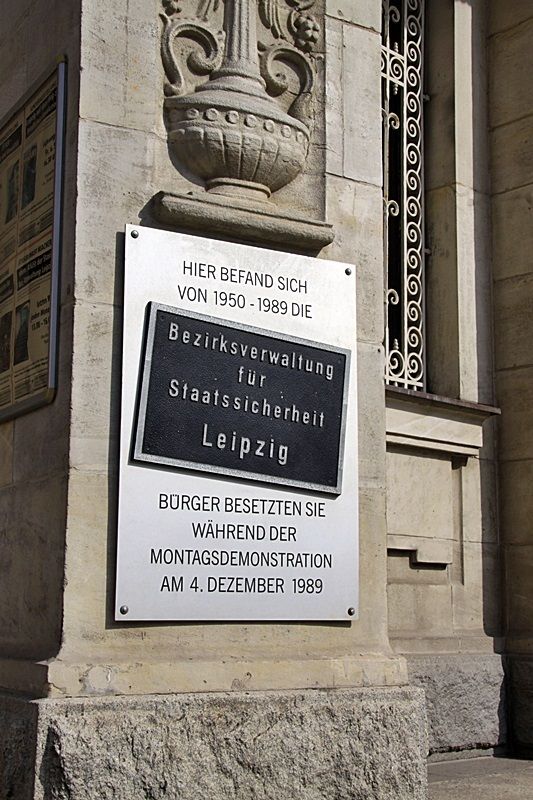 HIER BEFAND SICH
VON 1950 - 1989 DIE
Bezirksverwaltung
für
Staatssicherheit
Leipzig
BÜRGER BESETZTEN SIE
WÄHREND DER
MONTAGSDEMONSTRATION
AM 4. DEZEMBER 1989